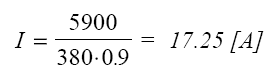 I = 5900 / 380·0.9 = 17.25 [A]